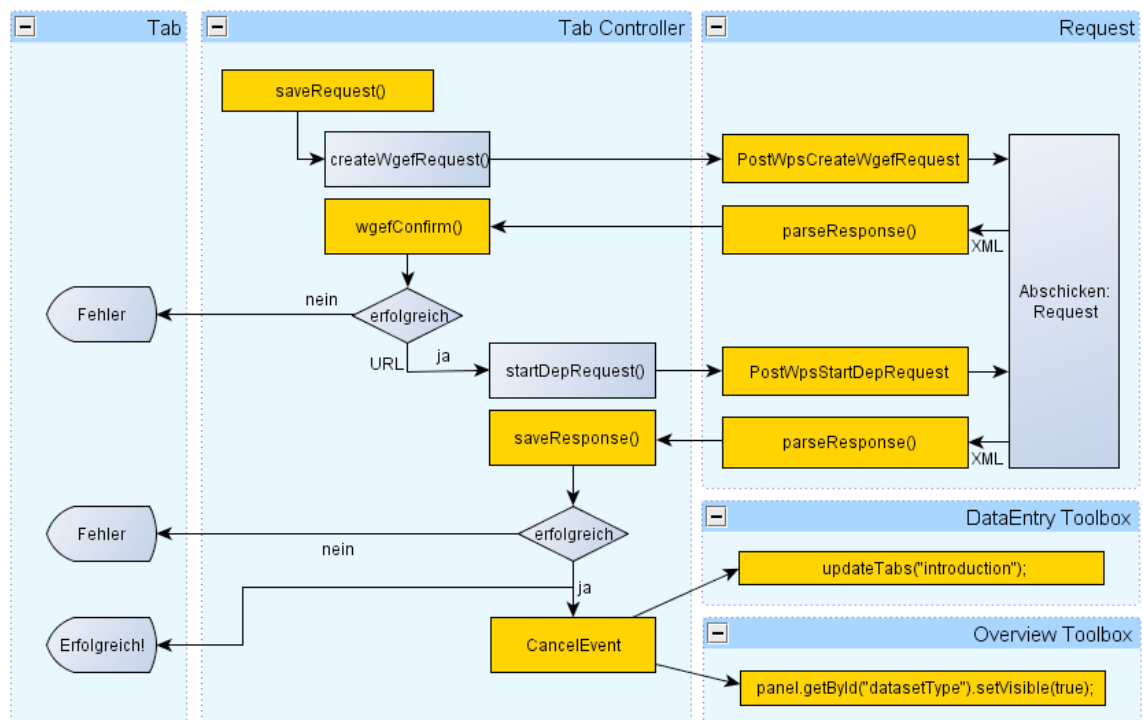 Tab
Tab Controller
Request
saveRequest()
createWgefRequest()
PostWpsCreateWgefRequest
wgefConfirm()
parseResponse()
XML
Abschicken:
Request
nein
Fehler
erfolgreich
URL
ja
startDepRequest()
PostWpsStartDepRequest
saveResponse()
parseResponse()
XML
Fehler
nein
erfolgreich
ja
DataEntry Toolbox
updateTabs("introduction");
Erfolgreich!
CancelEvent
Overview Toolbox
panel.getById("datasetType").setVisible(true);